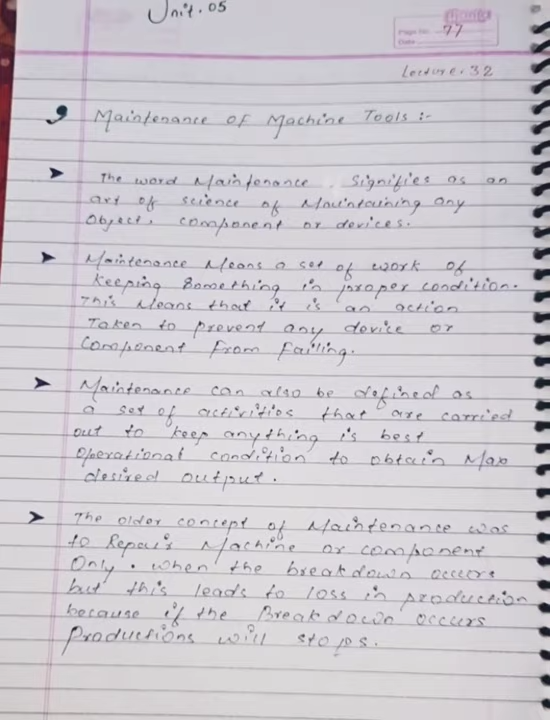 Unit. 05
Page No. 77
Date
Lecture. 32
Maintenance of Machine Tools :-
The word Maintenance signifies as an
art of science of Mauntaining any
Object, component or devices.
Maintenance Means a set of work of
keeping something in proper condition.
This Means that it is an action
Taken to prevent any device or
Component from failling.
Maintenance can also be defined as
a set of activities that are carried
out to keep anything is best
Operational condition to obtain Max
desired output.
The older concept of Maintenance was
to Repair Machine or component
Only. when the breakdown occurs
but this leads to loss in production
because if the Breakdown occurs
Productions will stops.